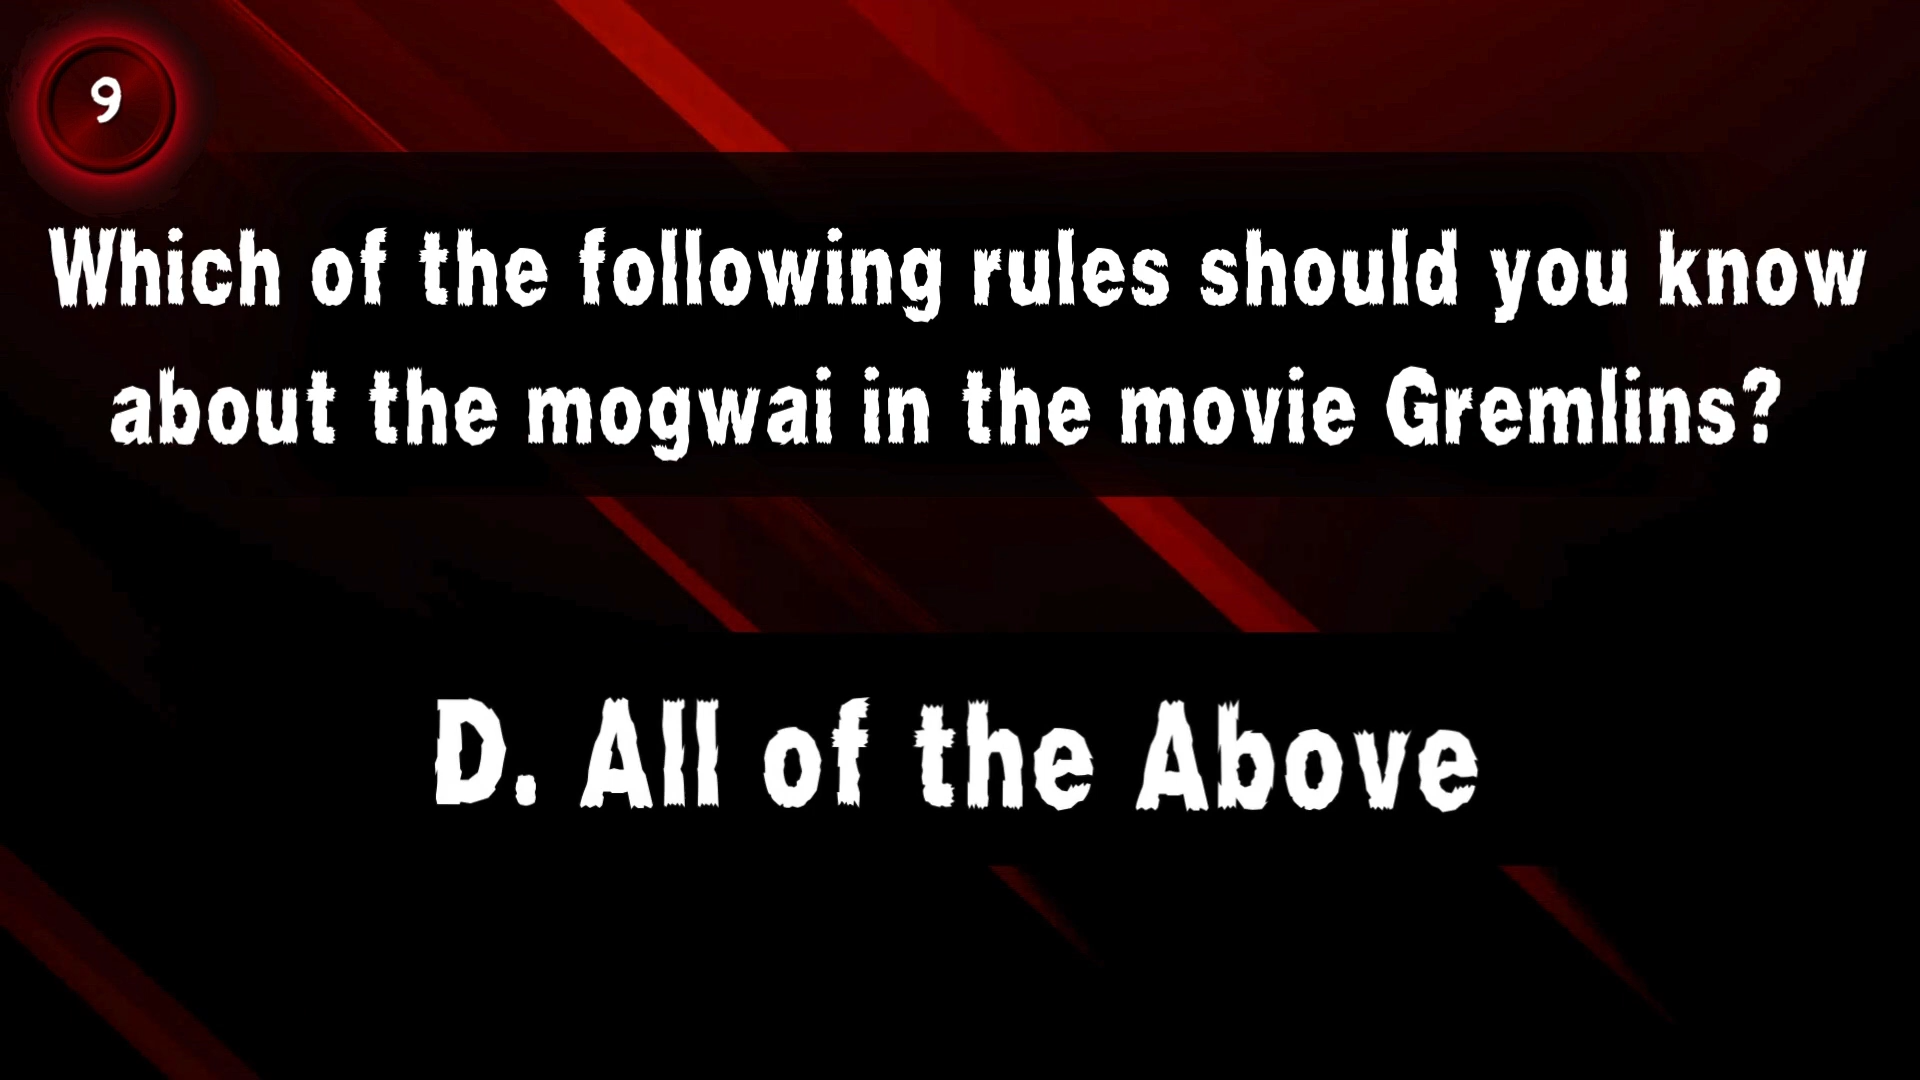 9
Which of the following rules should you know
about the mogwai in the movie Gremlins?
D. All of the Above